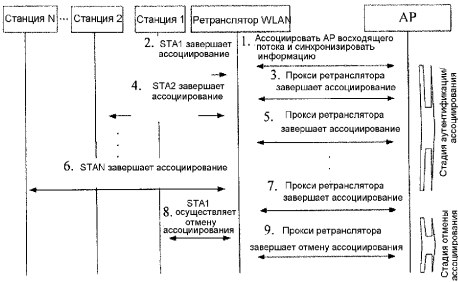 Станция N ... Станция 2 Станция 1 Ретранслятор WLAN AP
1. Ассоциировать AP восходящего
потока и синхронизировать
информацию
2. STA1 завершает
ассоциирование
3. Прокси ретранслятора
завершает ассоциирование
4. STA2 завершает
ассоциирование
5. Прокси ретранслятора
завершает ассоциирование
6. STAN завершает ассоциирование
7. Прокси ретранслятора
завершает ассоциирование
STA1
8. осуществляет
отмену
ассоциирования
9. Прокси ретранслятора
завершает отмену ассоциирования
Стадия аутентификации/
ассоциирования
Стадия отмены
ассоциирования